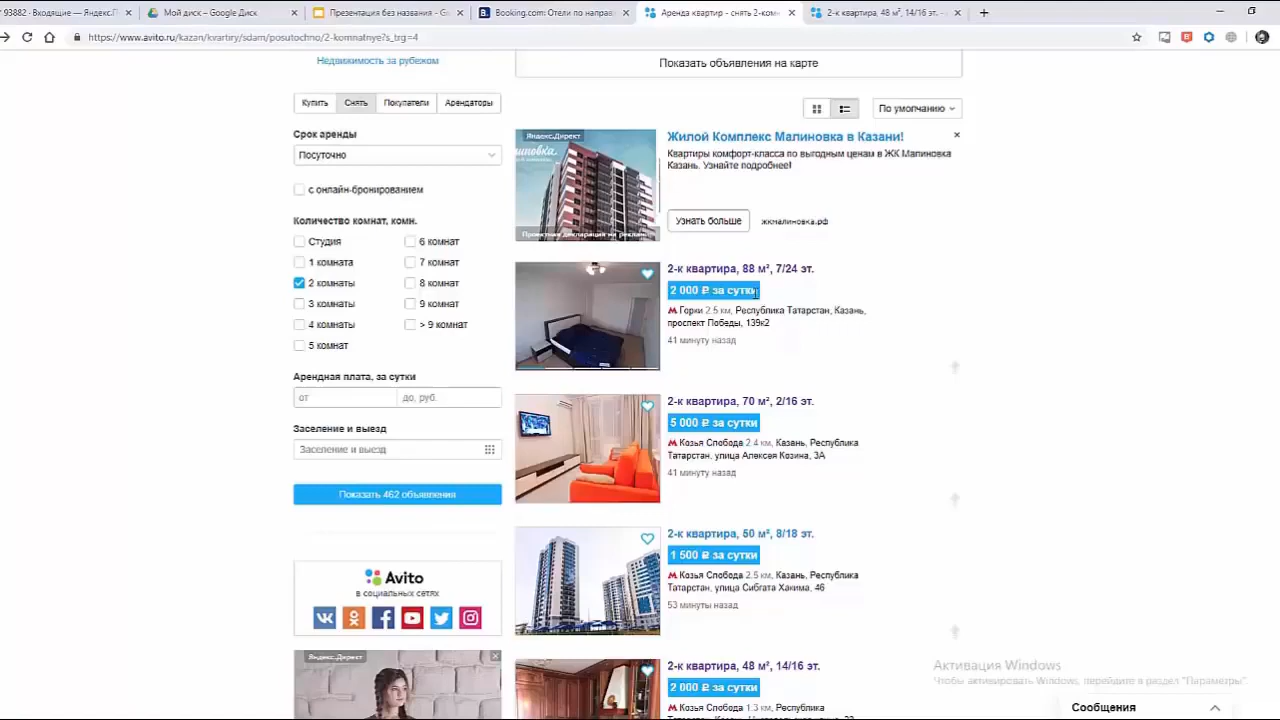 93882 · Входящие — Яндекс.П
Мой диск – Google Диск
Презентация без названия – G
Booking.com: Отели по направ
Аренда квартир - снять 2-комн
2-к квартира, 48 м², 14/16 эт. -
https://www.avito.ru/kazan/kvartiry/sdam/posutochno/2-komnatnye?s_trg=4
Недвижимость за рубежом
Показать объявления на карте
Купить Снять Покупатели Арендаторы
По умолчанию
Срок аренды
Посуточно
с онлайн-бронированием
Количество комнат, комн.
Студия 6 комнат
1 комната 7 комнат
2 комнаты 8 комнат
3 комнаты 9 комнат
4 комнаты > 9 комнат
5 комнат
Арендная плата, за сутки
от до, руб.
Заселение и выезд
Заселение и выезд
Показать 462 объявления
Avito
в социальных сетях
Яндекс.Директ
Яндекс.Директ
Жилой Комплекс Малиновка в Казани!
Квартиры комфорт-класса по выгодным ценам в ЖК Малиновка
Казань. Узнайте подробнее!
Узнать больше жкмалиновка.рф
Проектная декларация на реклам
2-к квартира, 88 м², 7/24 эт.
2 000 ₽ за сутки
Горки 2.5 км, Республика Татарстан, Казань,
проспект Победы, 139к2
41 минуту назад
2-к квартира, 70 м², 2/16 эт.
5 000 ₽ за сутки
Козья Слобода 2.4 км, Казань, Республика
Татарстан, улица Алексея Козина, 3А
41 минуту назад
2-к квартира, 50 м², 8/18 эт.
1 500 ₽ за сутки
Козья Слобода 2.5 км, Казань, Республика
Татарстан, улица Сибгата Хакима, 46
53 минуты назад
2-к квартира, 48 м², 14/16 эт.
2 000 ₽ за сутки
Козья Слобода 1.3 км, Республика
Активация Windows
Чтобы активировать Windows, перейдите в раздел "Параметры".
Сообщения